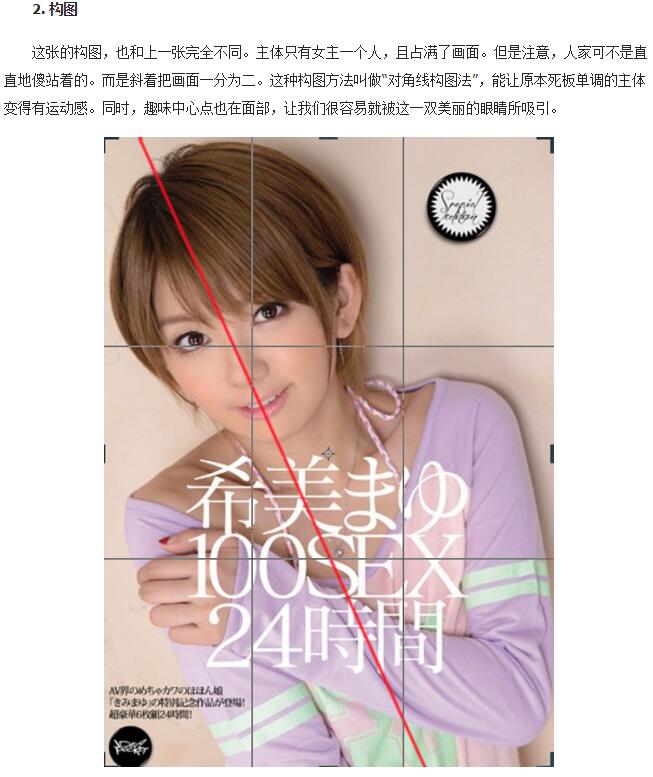 2. 构图
这张的构图，也和上一张完全不同。主体只有女主一个人，且占满了画面。但是注意，人家可不是直
直地傻站着的。而是斜着把画面一分为二。这种构图方法叫做“对角线构图法”，能让原本死板单调的主体
变得有运动感。同时，趣味中心点也在面部，让我们很容易就被这一双美丽的眼睛所吸引。
Special
希美まゆ
100SEX
24時間
AV界のめちゃカワのほほん娘
「きみまゆ」の特別記念作品が登場!
超豪華6枚組24時間!
IDEA
POCKET